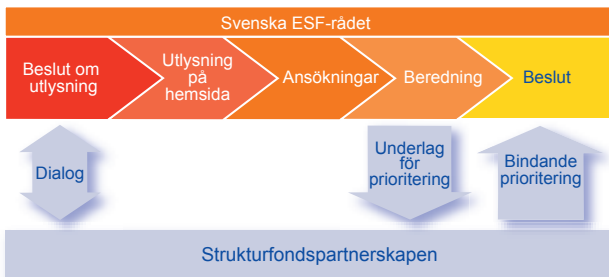 Svenska ESF-rådet
Beslut om
utlysning
Utlysning
på
hemsida
Ansökningar
Beredning
Beslut
Dialog
Underlag
för
prioritering
Bindande
prioritering
Strukturfondspartnerskapen